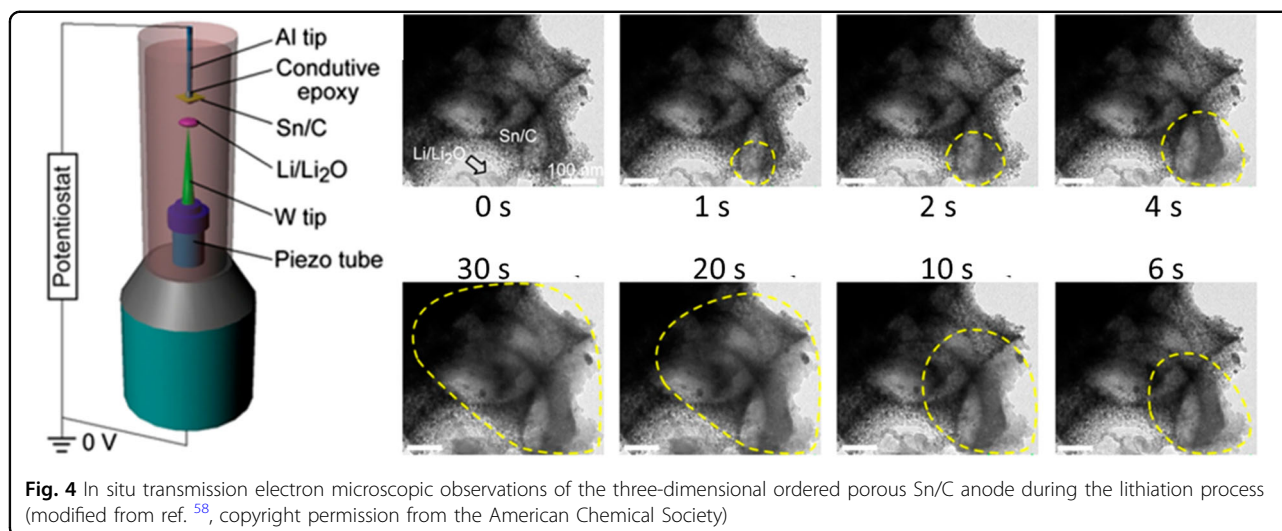 Al tip
Condutive
epoxy
Sn/C
Li/Li₂O
W tip
Piezo tube
Potentiostat
0 V
Sn/C
Li/Li₂O
100 nm
0 s
1 s
2 s
4 s
30 s
20 s
10 s
6 s
Fig. 4 In situ transmission electron microscopic observations of the three-dimensional ordered porous Sn/C anode during the lithiation process
(modified from ref. ⁵⁸, copyright permission from the American Chemical Society)